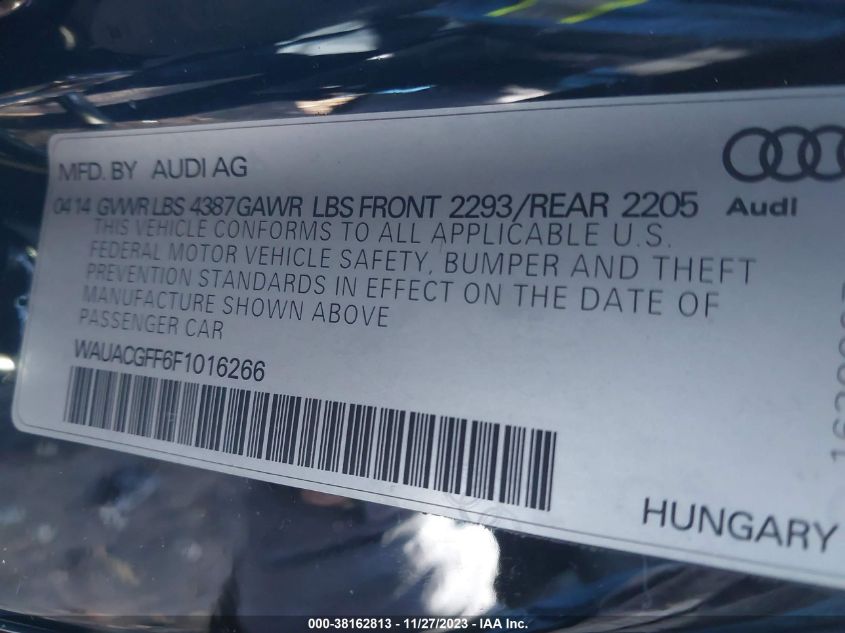 MFD. BY AUDI AG
0414 GVWR LBS 4387 GAWR LBS FRONT 2293/REAR 2205
Audi
THIS VEHICLE CONFORMS TO ALL APPLICABLE U.S.
FEDERAL MOTOR VEHICLE SAFETY, BUMPER AND THEFT
PREVENTION STANDARDS IN EFFECT ON THE DATE OF
MANUFACTURE SHOWN ABOVE
PASSENGER CAR
WAUACGFF6F1016266
HUNGARY
000-38162813 - 11/27/2023 - IAA Inc.